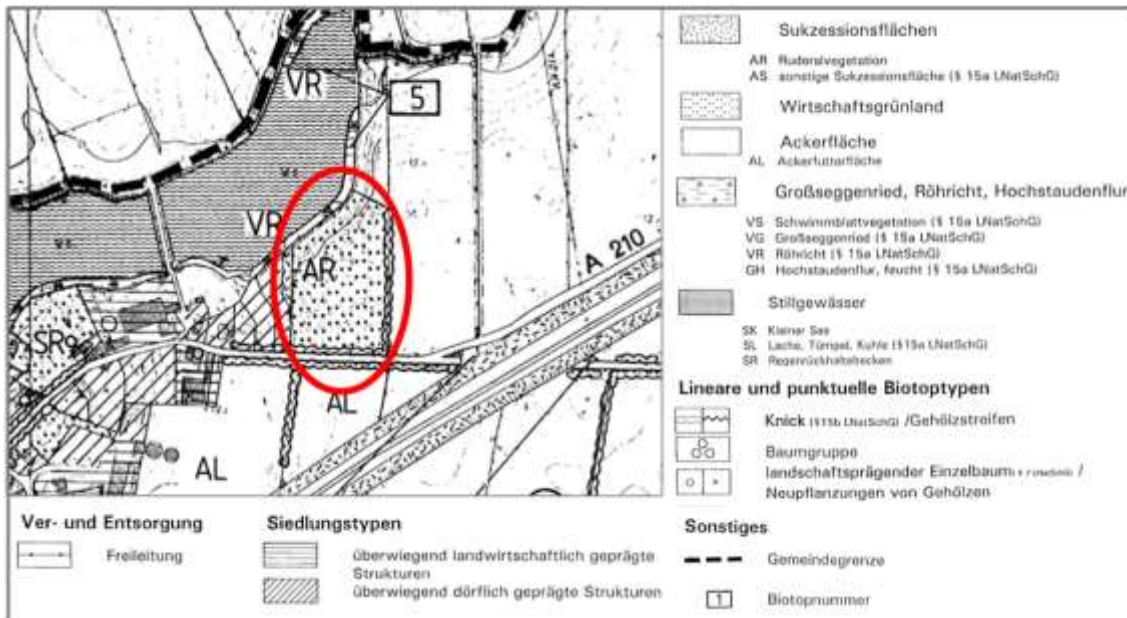 VR
5
VR
AR
A 210
SR
AL
AL
Sukzessionsflächen
AR Ruderalvegetation
AS sonstige Sukzessionsfläche (§ 15a LNatSchG)
Wirtschaftsgrünland
Ackerfläche
AL Ackerfutterfläche
Großseggenried, Röhricht, Hochstaudenflur
VS Schwimmblattvegetation (§ 15a LNatSchG)
VG Großseggenried (§ 15a LNatSchG)
VR Röhricht (§ 15a LNatSchG)
GH Hochstaudenflur, feucht (§ 15a LNatSchG)
Stillgewässer
SK Kleiner See
SL Lache, Tümpel, Kuhle (§15a LNatSchG)
SR Regenrückhaltebecken
Lineare und punktuelle Biotoptypen
Knick (§15b LNatSchG) /Gehölzstreifen
Baumgruppe
landschaftsprägender Einzelbaum /
Neupflanzungen von Gehölzen
Ver- und Entsorgung
Freileitung
Siedlungstypen
überwiegend landwirtschaftlich geprägte
Strukturen
überwiegend dörflich geprägte Strukturen
Sonstiges
Gemeindegrenze
1 Biotopnummer